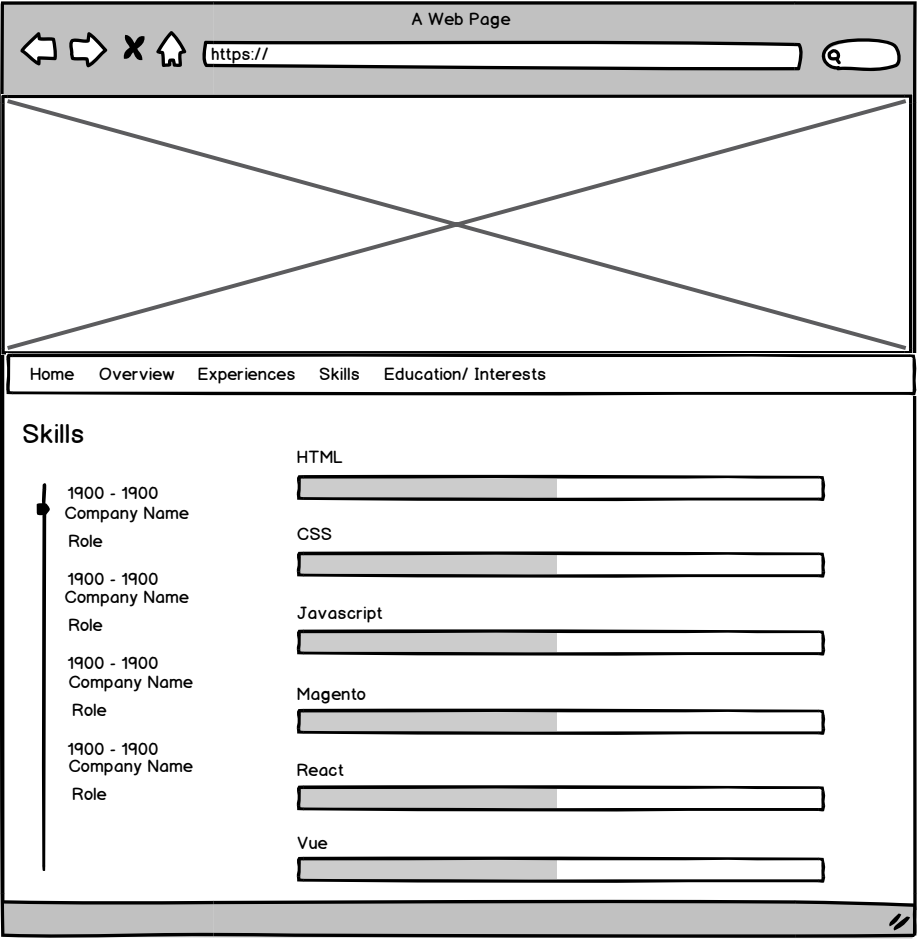 A Web Page
https://
Home Overview Experiences Skills Education/ Interests
Skills
1900 - 1900
Company Name
Role
1900 - 1900
Company Name
Role
1900 - 1900
Company Name
Role
1900 - 1900
Company Name
Role
HTML
CSS
Javascript
Magento
React
Vue